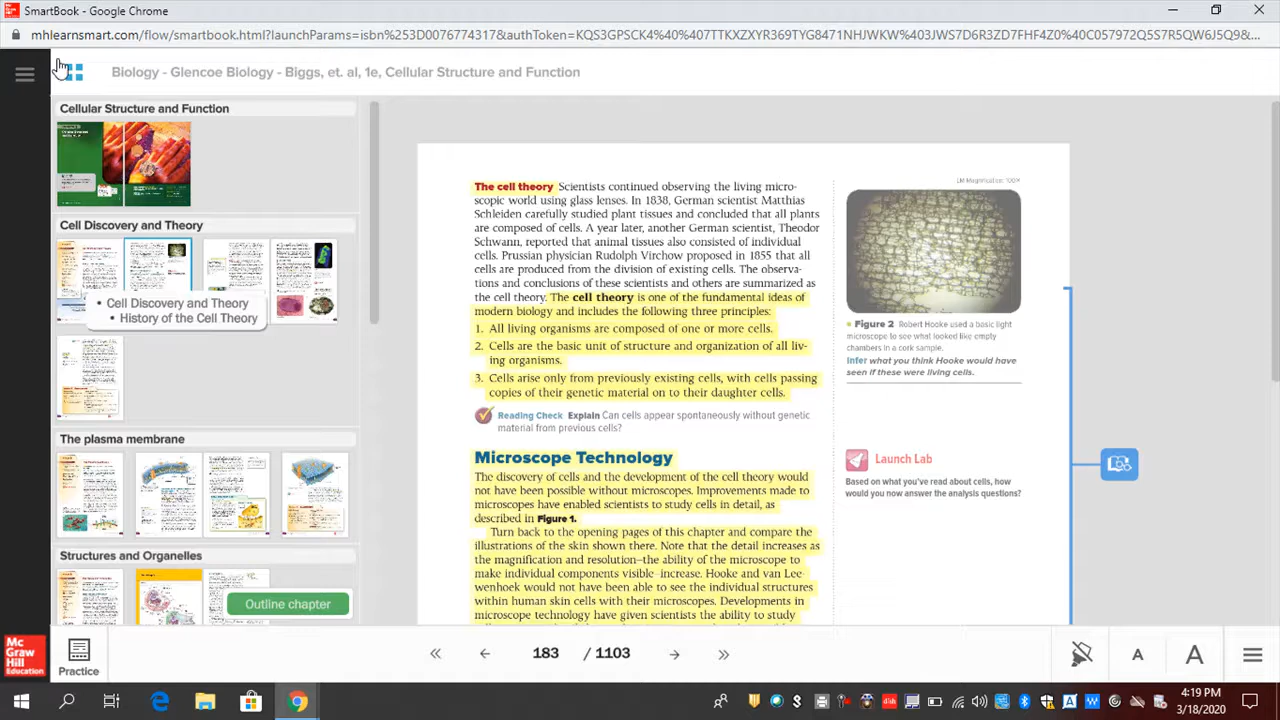 SmartBook - Google Chrome
mhlearnsmart.com/flow/smartbook.html?launchParams=isbn%253D0076774317&authToken=KQS3GPSCK4%40%407TTKXZXYR369TYG8471NHJWKW%403JWS7D6R3ZD7FHF4Z0%40C057972Q5S7R5QW6J5Q9&...
Biology - Glencoe Biology - Biggs, et. al, 1e, Cellular Structure and Function
Cellular Structure and Function
Cell Discovery and Theory
• Cell Discovery and Theory
• History of the Cell Theory
The plasma membrane
Structures and Organelles
Outline chapter
The cell theory Scientists continued observing the living micro-
scopic world using glass lenses. In 1838, German scientist Matthias
Schleiden carefully studied plant tissues and concluded that all plants
are composed of cells. A year later, another German scientist, Theodor
Schwann, reported that animal tissues also consisted of individual
cells. Prussian physician Rudolph Virchow proposed in 1855 that all
cells are produced from the division of existing cells. The observa-
tions and conclusions of these scientists and others are summarized as
the cell theory. The cell theory is one of the fundamental ideas of
modern biology and includes the following three principles:
1. All living organisms are composed of one or more cells.
2. Cells are the basic unit of structure and organization of all liv-
ing organisms.
3. Cells arise only from previously existing cells, with cells passing
copies of their genetic material on to their daughter cells.
Reading Check Explain Can cells appear spontaneously without genetic
material from previous cells?
Microscope Technology
The discovery of cells and the development of the cell theory would
not have been possible without microscopes. Improvements made to
microscopes have enabled scientists to study cells in detail, as
described in Figure 1.
Turn back to the opening pages of this chapter and compare the
illustrations of the skin shown there. Note that the detail increases as
the magnification and resolution—the ability of the microscope to
make individual components visible—increase. Hooke and van Lee-
wenhoek would not have been able to see the individual structures
within human skin cells with their microscopes. Developments in
microscope technology have given scientists the ability to study
LM Magnification: 100×
Figure 2 Robert Hooke used a basic light
microscope to see what looked like empty
chambers in a cork sample.
Infer what you think Hooke would have
seen if these were living cells.
Launch Lab
Based on what you've read about cells, how
would you now answer the analysis questions?
Mc
Graw
Hill
Education
Practice
183 / 1103
A
A
4:19 PM
3/18/2020